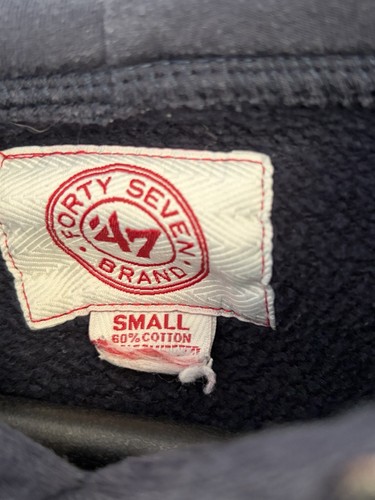 FORTY SEVEN
'47
BRAND
SMALL
60% COTTON